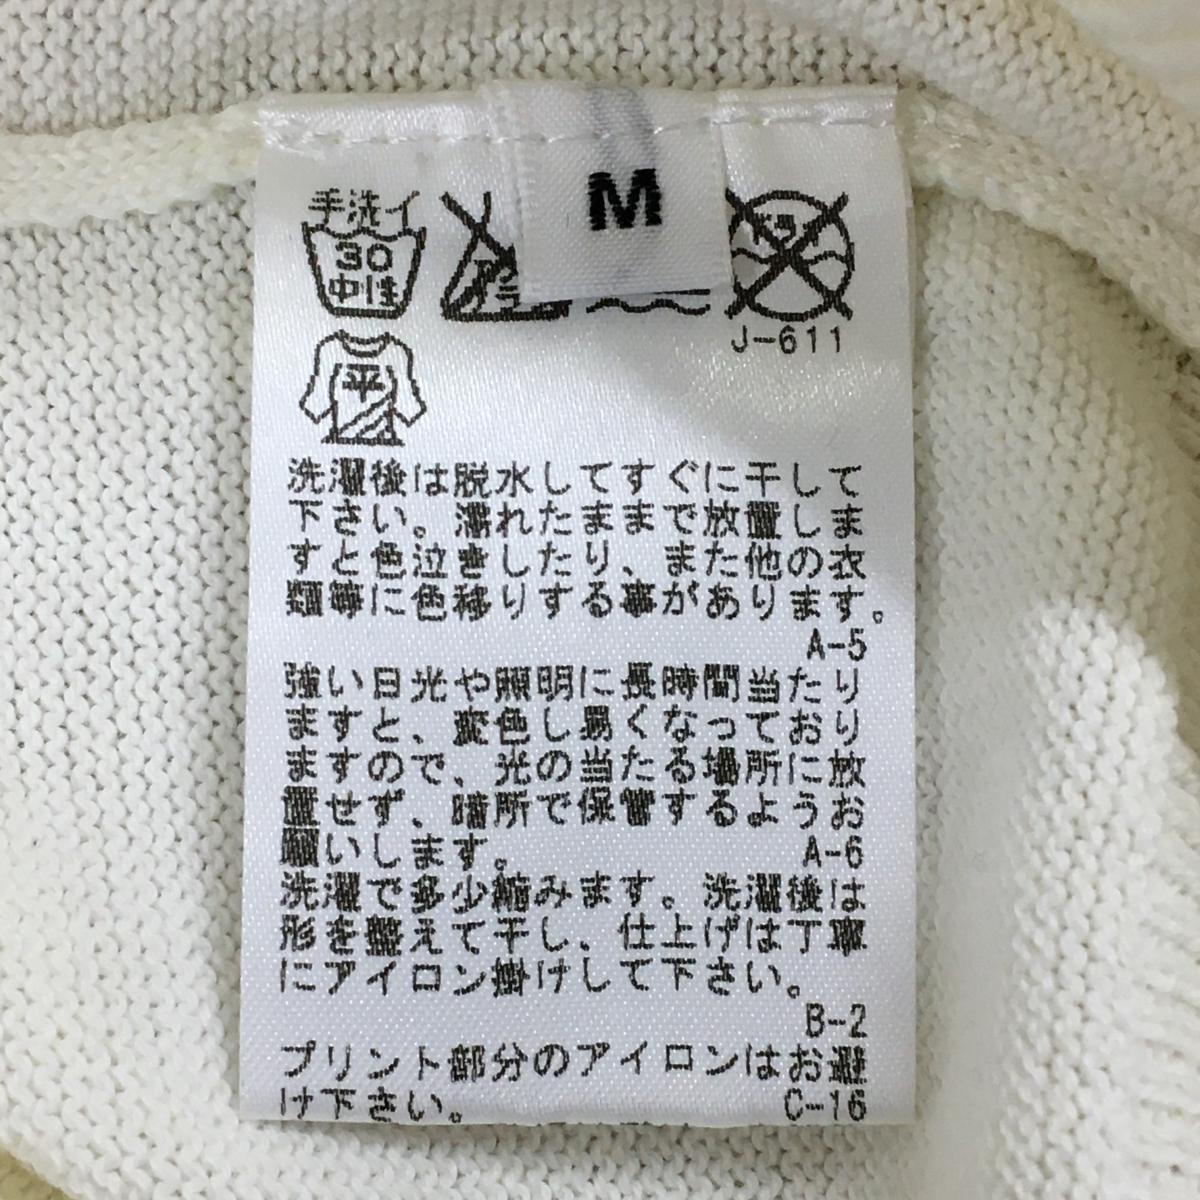 M
手洗イ
30
中性
J-611
平
洗濯後は脱水してすぐに干して
下さい。濡れたままで放置しま
すと色泣きしたり、また他の衣
類等に色移りする事があります。
A-5
強い日光や照明に長時間当たり
ますと、変色し易くなっており
ますので、光の当たる場所に放
置せず、暗所で保管するようお
願いします。
A-6
洗濯で多少縮みます。洗濯後は
形を整えて干し、仕上げは丁寧
にアイロン掛けして下さい。
B-2
プリント部分のアイロンはお避
け下さい。
C-16